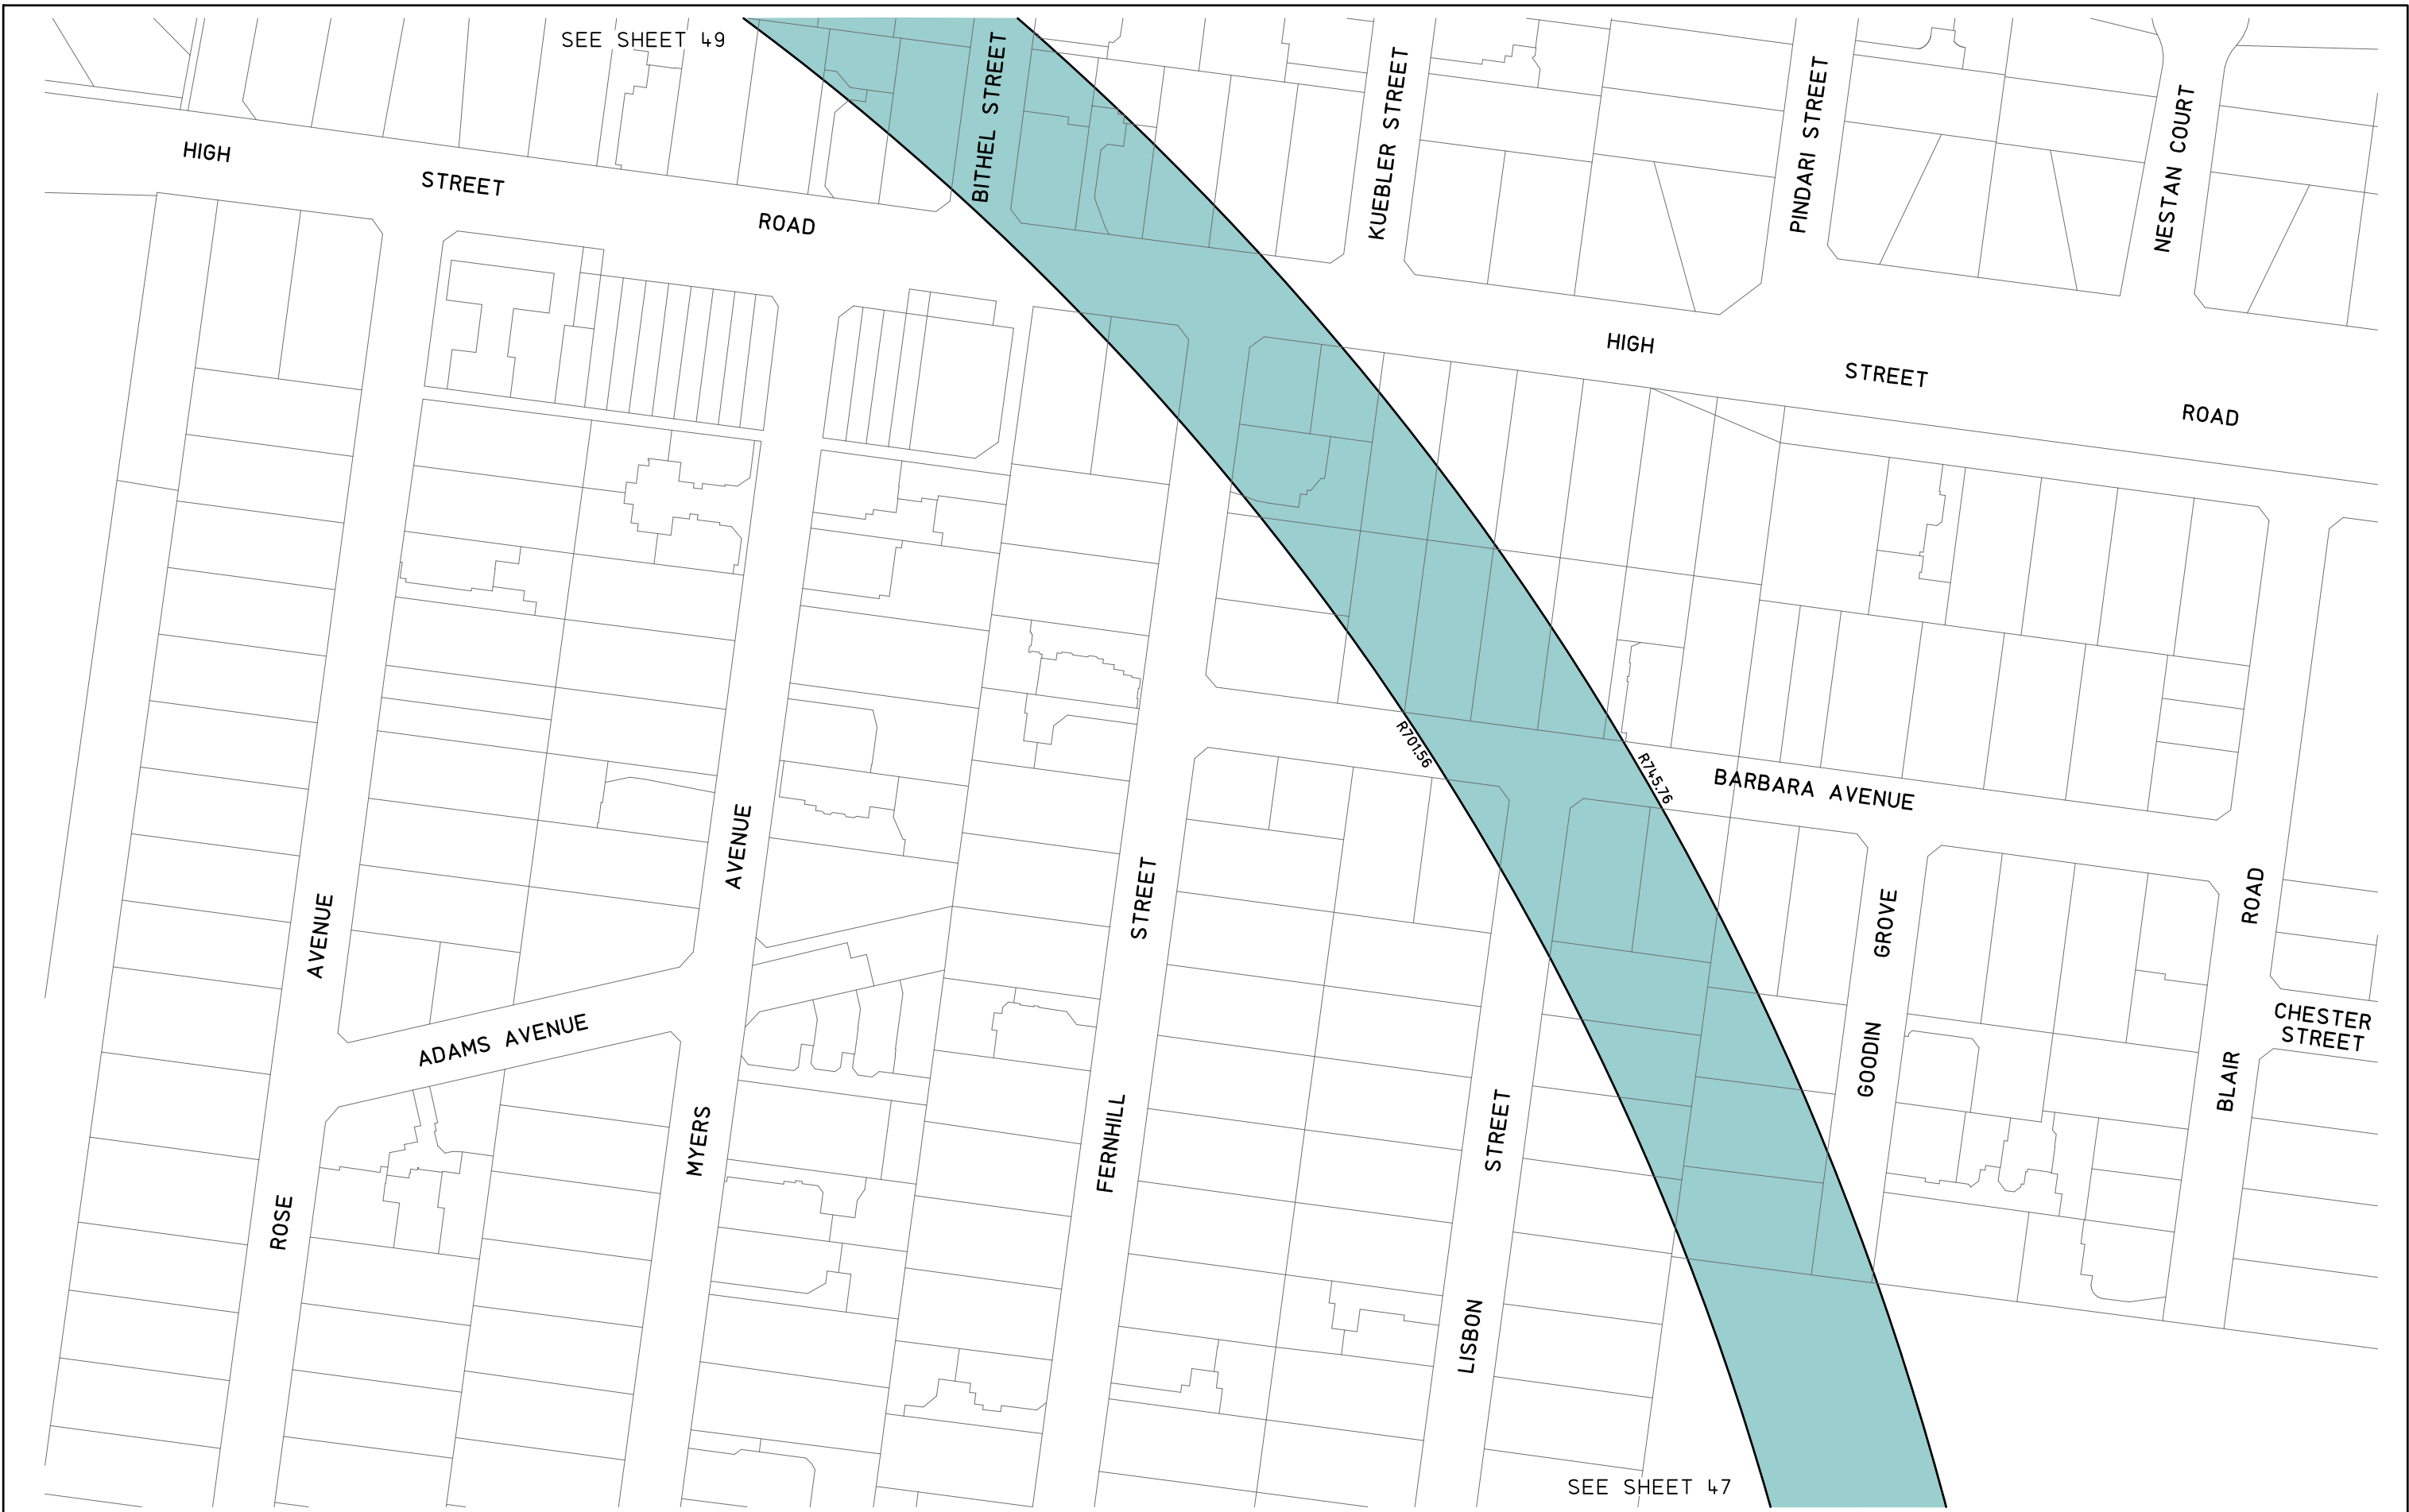 SEE SHEET 49
BITHEL STREET
KUEBLER STREET
PINDARI STREET
NESTAN COURT
HIGH
STREET
ROAD
HIGH
STREET
ROAD
R701.56
R745.76
BARBARA AVENUE
AVENUE
AVENUE
STREET
GROVE
ROAD
CHESTER
STREET
ADAMS AVENUE
GOODIN
BLAIR
MYERS
FERNHILL
STREET
ROSE
LISBON
SEE SHEET 47